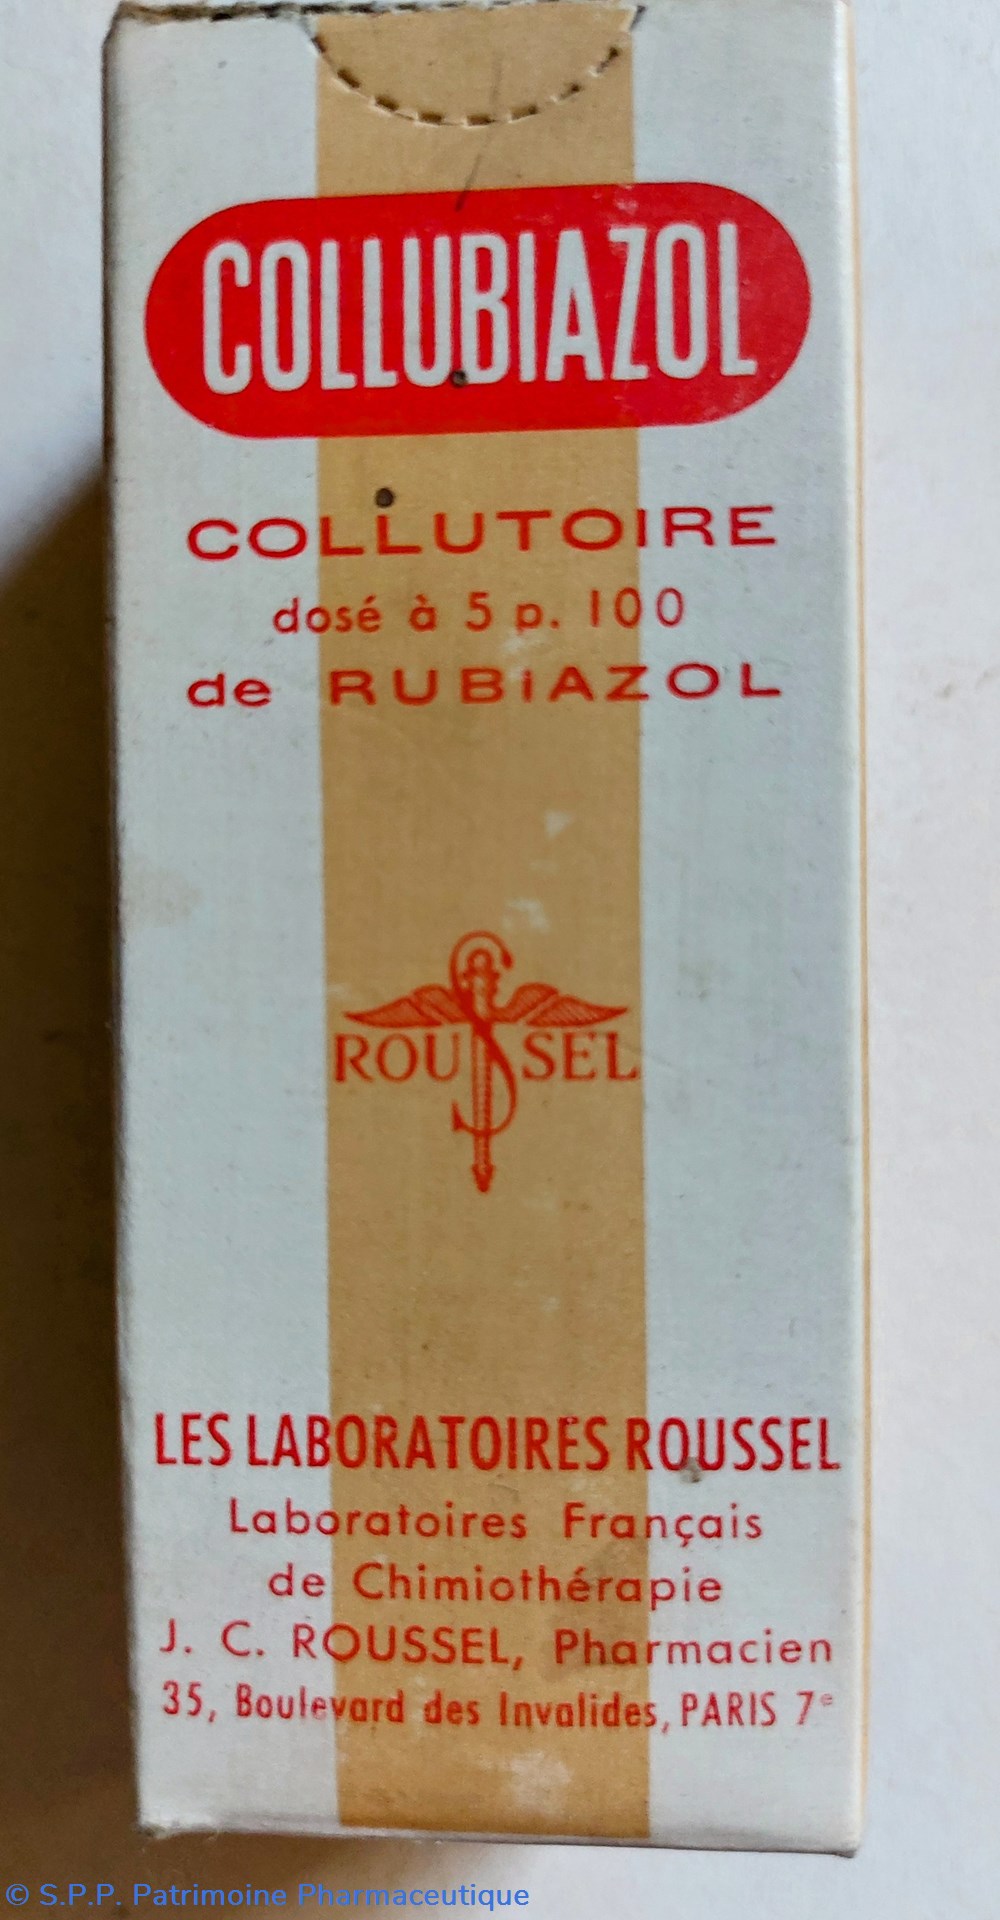 COLLUBIAZOL
COLLUTOIRE
dosé à 5 p. 100
de RUBiAZOL
ROUSSEL
LES LABORATOIRES ROUSSEL
Laboratoires Français
de Chimiothérapie
J. C. ROUSSEL, Pharmacien
35, Boulevard des Invalides, PARIS 7e
© S.P.P. Patrimoine Pharmaceutique